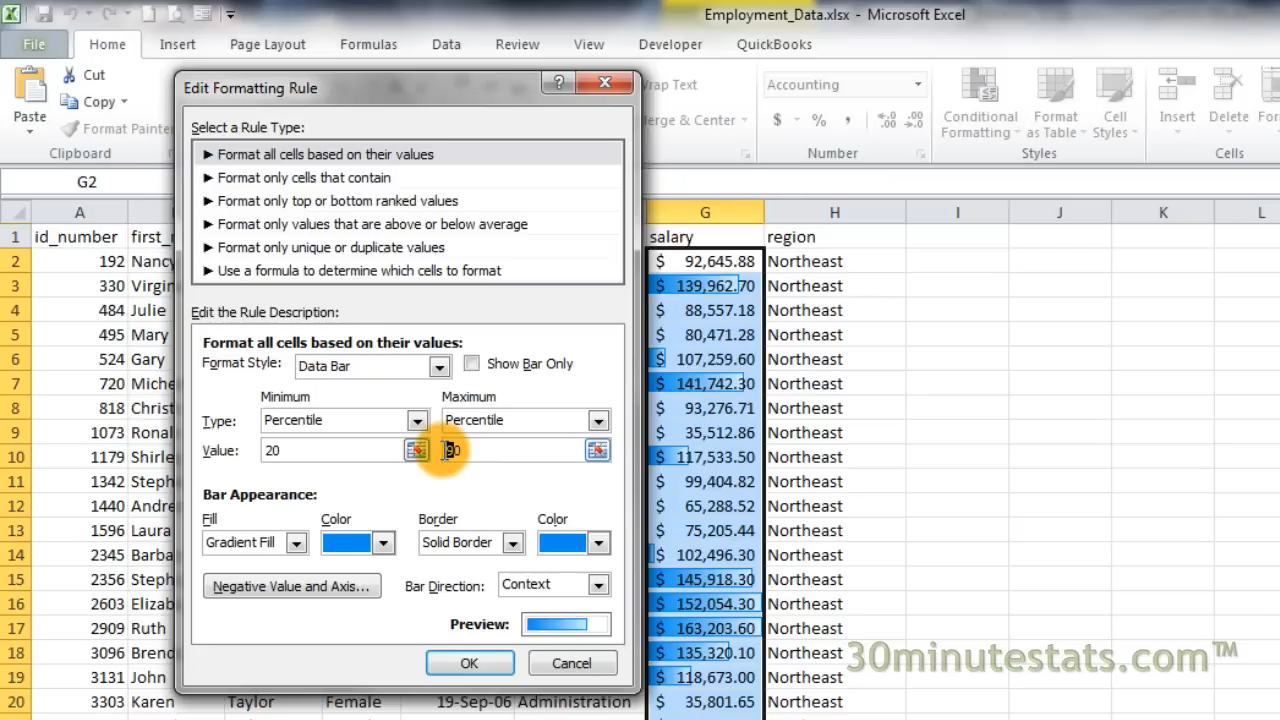 Employment_Data.xlsx - Microsoft Excel
File Home Insert Page Layout Formulas Data Review View Developer QuickBooks
Paste
Cut
Copy
Format Painter
Clipboard
Wrap Text
Merge & Center
Accounting
$ % ,
Number
Conditional Formatting
Format as Table
Cell Styles
Styles
Insert
Delete
Cells
G2
Edit Formatting Rule
Select a Rule Type:
► Format all cells based on their values
► Format only cells that contain
► Format only top or bottom ranked values
► Format only values that are above or below average
► Format only unique or duplicate values
► Use a formula to determine which cells to format
Edit the Rule Description:
Format all cells based on their values:
Format Style: Data Bar Show Bar Only
Minimum Maximum
Type: Percentile Percentile
Value: 20
Bar Appearance:
Fill Color Border Color
Gradient Fill Solid Border
Negative Value and Axis... Bar Direction: Context
Preview:
OK Cancel
A G H I J K L
1 id_number salary region
2 192 Nancy $ 92,645.88 Northeast
3 330 $ 139,962.70 Northeast
4 484 Julie $ 88,557.18 Northeast
5 495 Mary $ 80,471.28 Northeast
6 524 Gary $ 107,259.60 Northeast
7 720 $ 141,742.30 Northeast
8 818 $ 93,276.71 Northeast
9 1073 $ 35,512.86 Northeast
10 1179 $ 117,533.50 Northeast
11 1342 $ 99,404.82 Northeast
12 1440 $ 65,288.52 Northeast
13 1596 Laura $ 75,205.44 Northeast
14 2345 $ 102,496.30 Northeast
15 2356 $ 145,918.30 Northeast
16 2603 $ 152,054.30 Northeast
17 2909 Ruth $ 163,203.60 Northeast
18 3096 $ 135,320.10 Northeast
19 3131 John $ 118,673.00 Northeast
20 3303 Karen Taylor Female 19-Sep-06 Administration $ 35,801.65 Northeast
30minutestats.com™